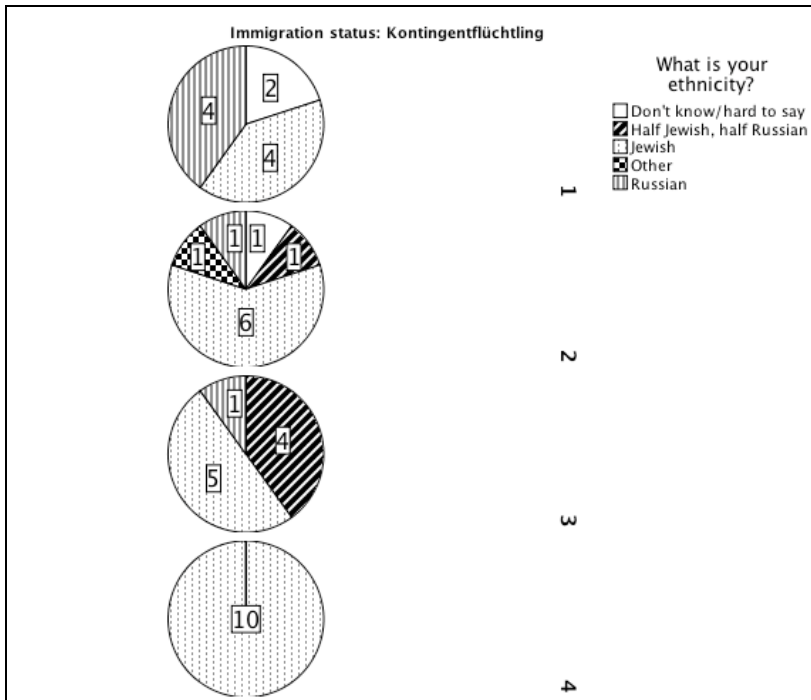 Immigration status: Kontingentflüchtling
What is your
ethnicity?
Don't know/hard to say
Half Jewish, half Russian
Jewish
Other
Russian
2
4
4
1
1
1
1
1
6
2
1
4
5
3
10
4